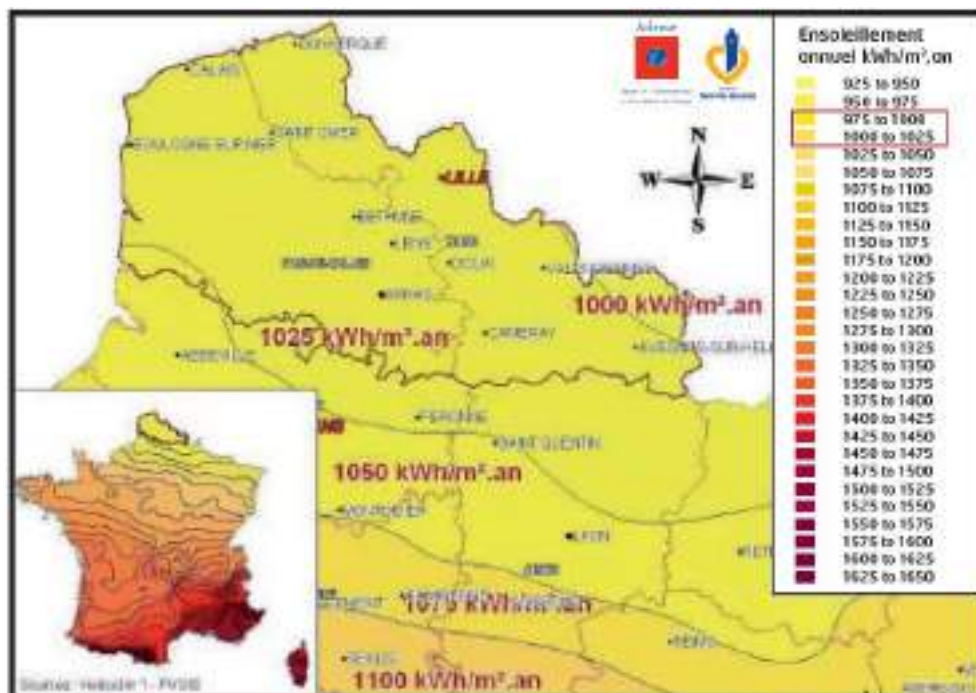 Ensoleillement
annuel kWh/m².an
925 to 950
950 to 975
975 to 1000
1000 to 1025
1025 to 1050
1050 to 1075
1075 to 1100
1100 to 1125
1125 to 1150
1150 to 1175
1175 to 1200
1200 to 1225
1225 to 1250
1250 to 1275
1275 to 1300
1300 to 1325
1325 to 1350
1350 to 1375
1375 to 1400
1400 to 1425
1425 to 1450
1450 to 1475
1475 to 1500
1500 to 1525
1525 to 1550
1550 to 1575
1575 to 1600
1600 to 1625
1625 to 1650
N
W E
S
DUNKERQUE
CALAIS
SAINT OMER
BOULOGNE SUR MER
LILLE
BETHUNE
LENS
DOUAI
VALENCIENNES
ARRAS
1000 kWh/m².an
1025 kWh/m².an
CAMBRAI
ABBEVILLE
PERONNE
SAINT QUENTIN
1050 kWh/m².an
MONTDIDIER
LAON
1075 kWh/m².an
REIMS
SENLIS
1100 kWh/m².an